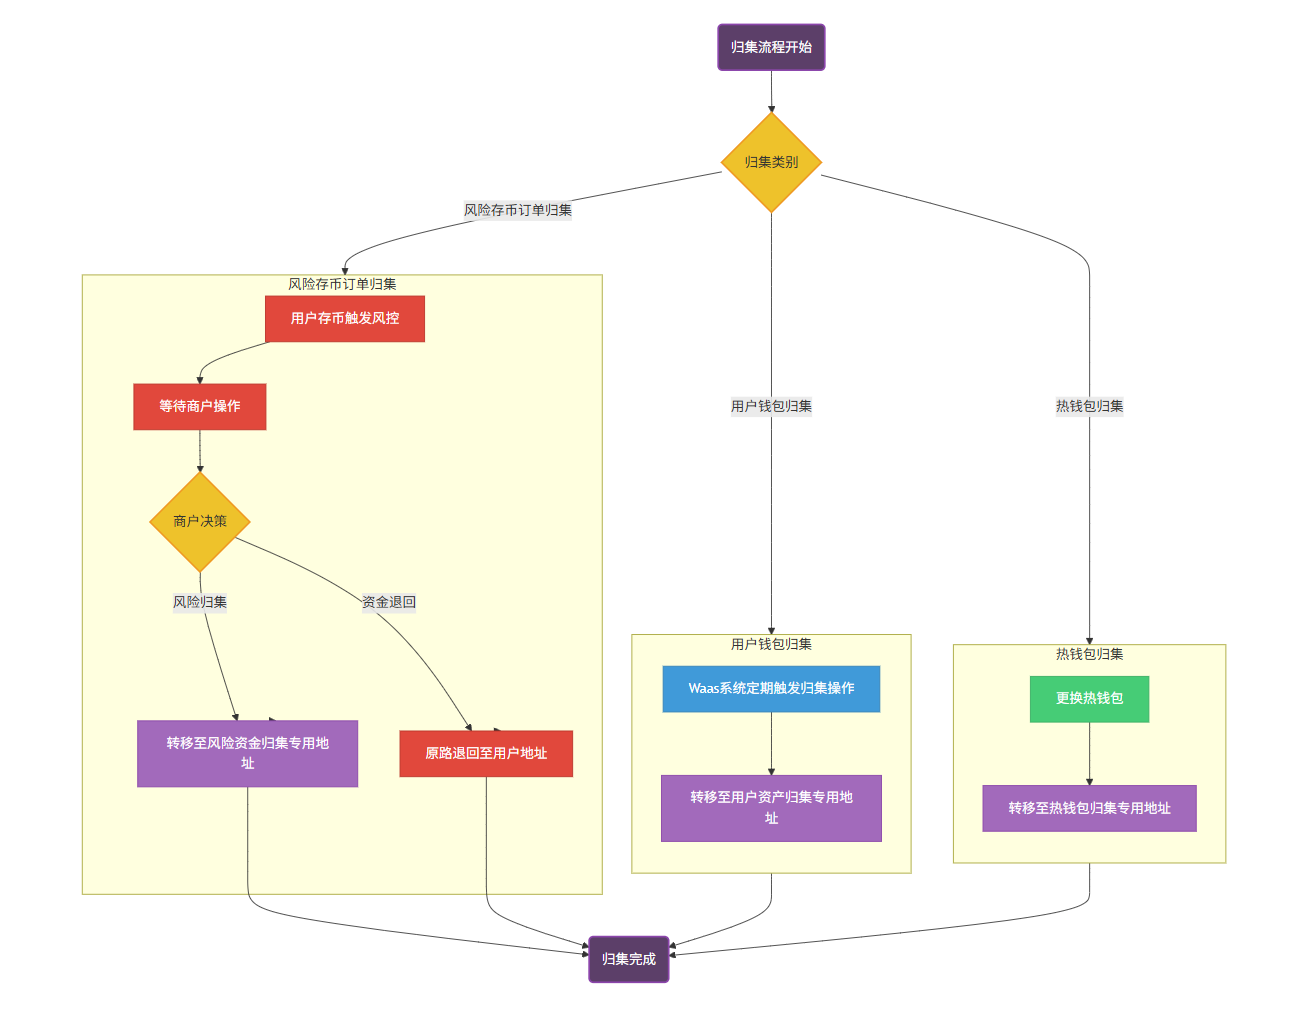 归集流程开始
归集类别
风险存币订单归集
风险存币订单归集
用户存币触发风控
等待商户操作
商户决策
风险归集
资金退回
转移至风险资金归集专用地
址
原路退回至用户地址
用户钱包归集
用户钱包归集
Waas系统定期触发归集操作
转移至用户资产归集专用地
址
热钱包归集
热钱包归集
更换热钱包
转移至热钱包归集专用地址
归集完成